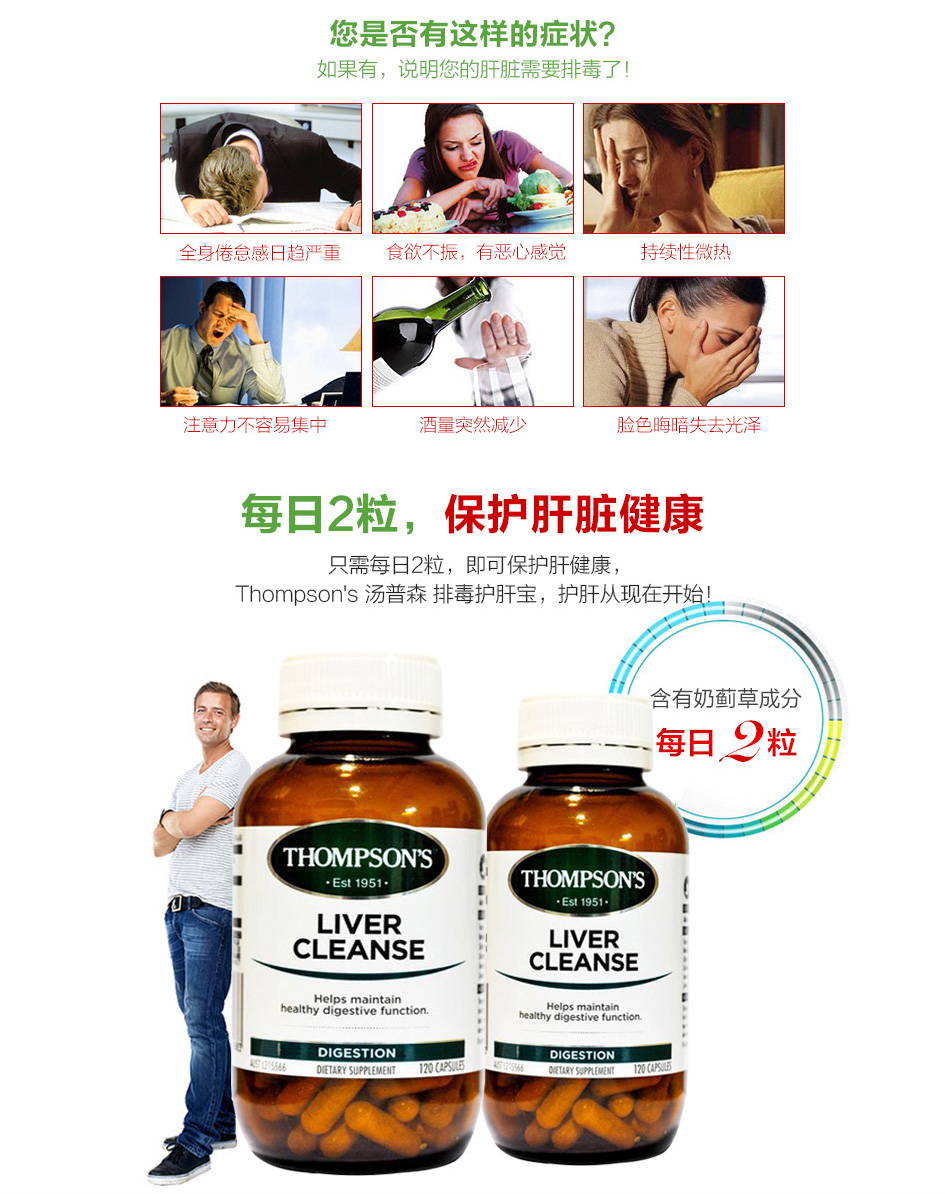 您是否有这样的症状?
如果有，说明您的肝脏需要排毒了!
全身倦怠感日趋严重
食欲不振，有恶心感觉
持续性微热
注意力不容易集中
酒量突然减少
脸色晦暗失去光泽
每日2粒，保护肝脏健康
只需每日2粒，即可保护肝健康，
Thompson's 汤普森 排毒护肝宝，护肝从现在开始!
含有奶蓟草成分
每日2粒
THOMPSON'S
• Est 1951 •
LIVER
CLEANSE
Helps maintain
healthy digestive function.
DIGESTION
AUST L215566 DIETARY SUPPLEMENT 120 CAPSULES
THOMPSON'S
• Est 1951 •
LIVER
CLEANSE
Helps maintain
healthy digestive function.
DIGESTION
AUST L215566 DIETARY SUPPLEMENT 120 CAPSULES